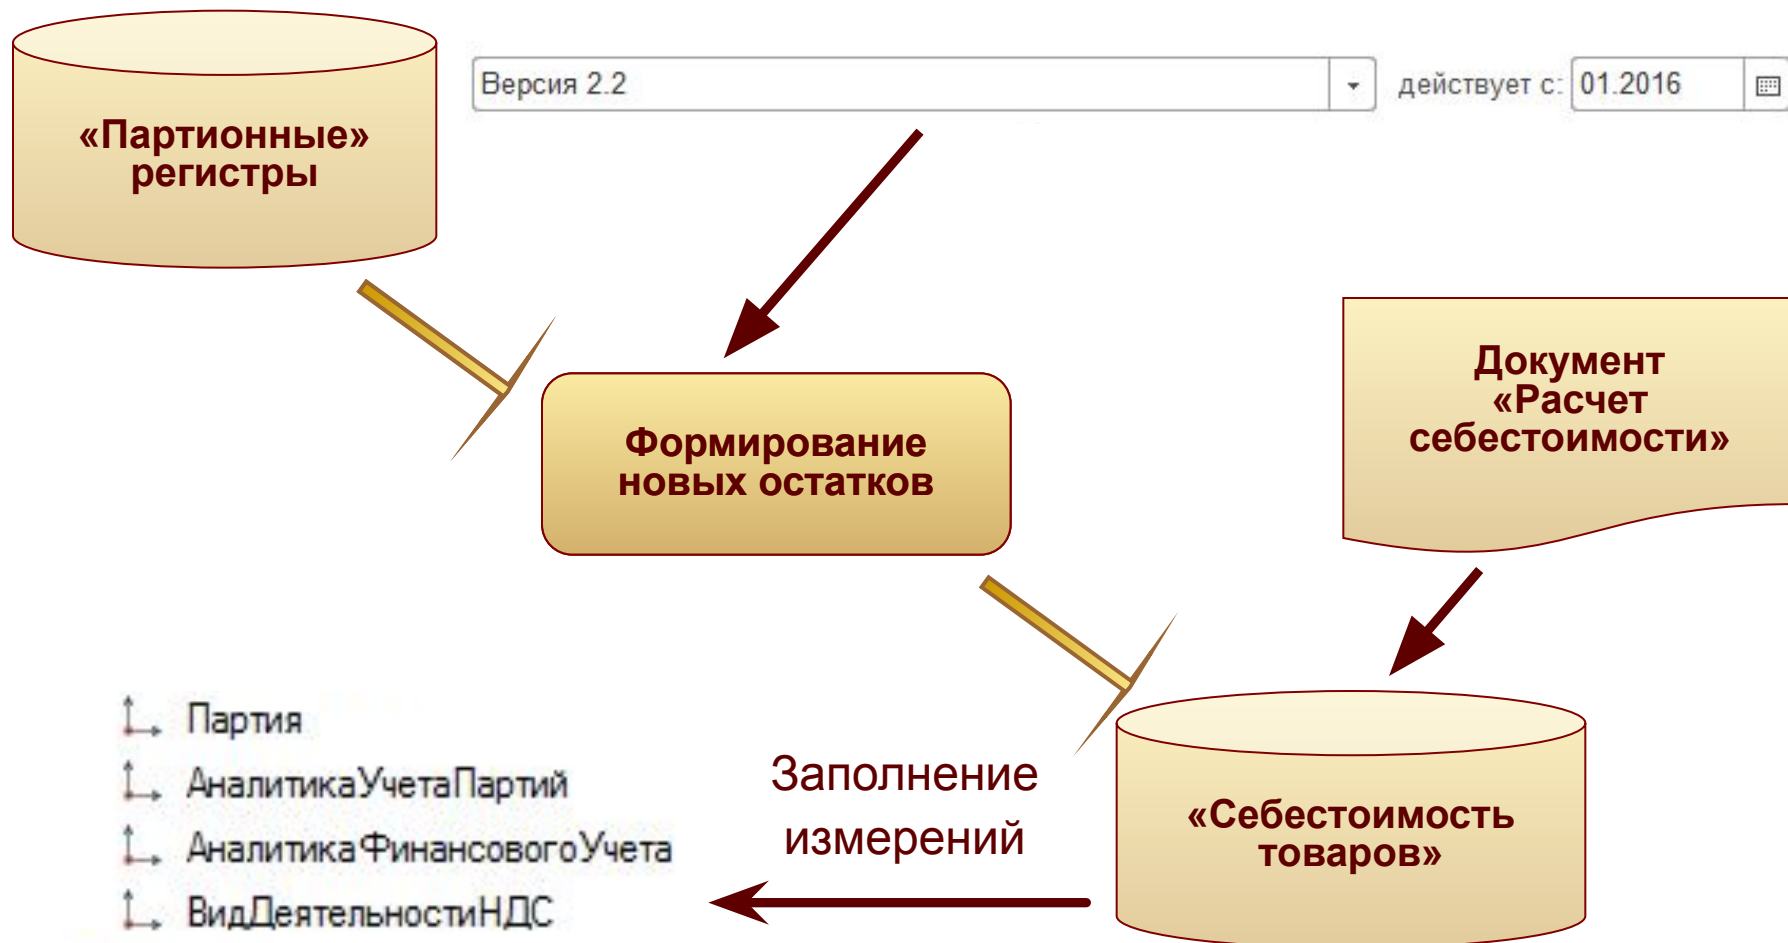 «Партионные»
регистры
Версия 2.2
действует с: 01.2016
Формирование
новых остатков
Документ
«Расчет
себестоимости»
Партия
АналитикаУчетаПартий
АналитикаФинансовогоУчета
ВидДеятельностиНДС
Заполнение
измерений
«Себестоимость
товаров»